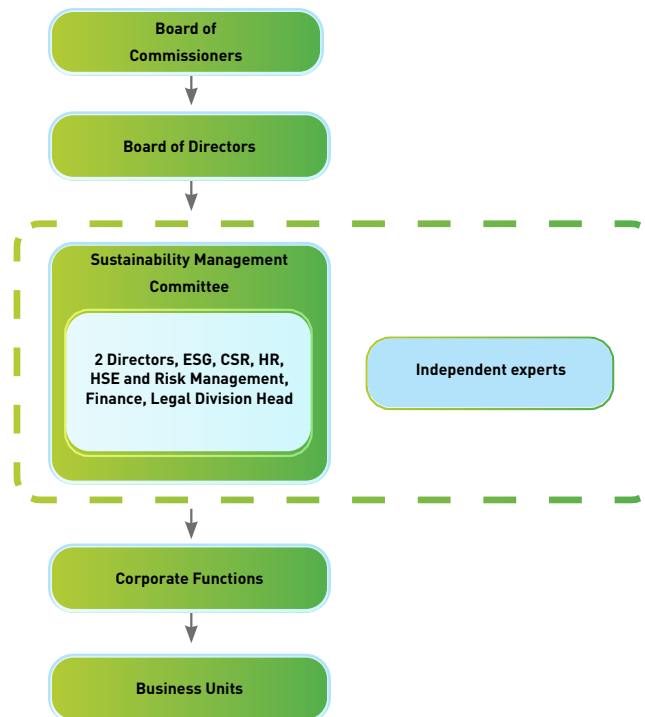 Board of
Commissioners
Board of Directors
Sustainability Management
Committee
2 Directors, ESG, CSR, HR,
HSE and Risk Management,
Finance, Legal Division Head
Independent experts
Corporate Functions
Business Units